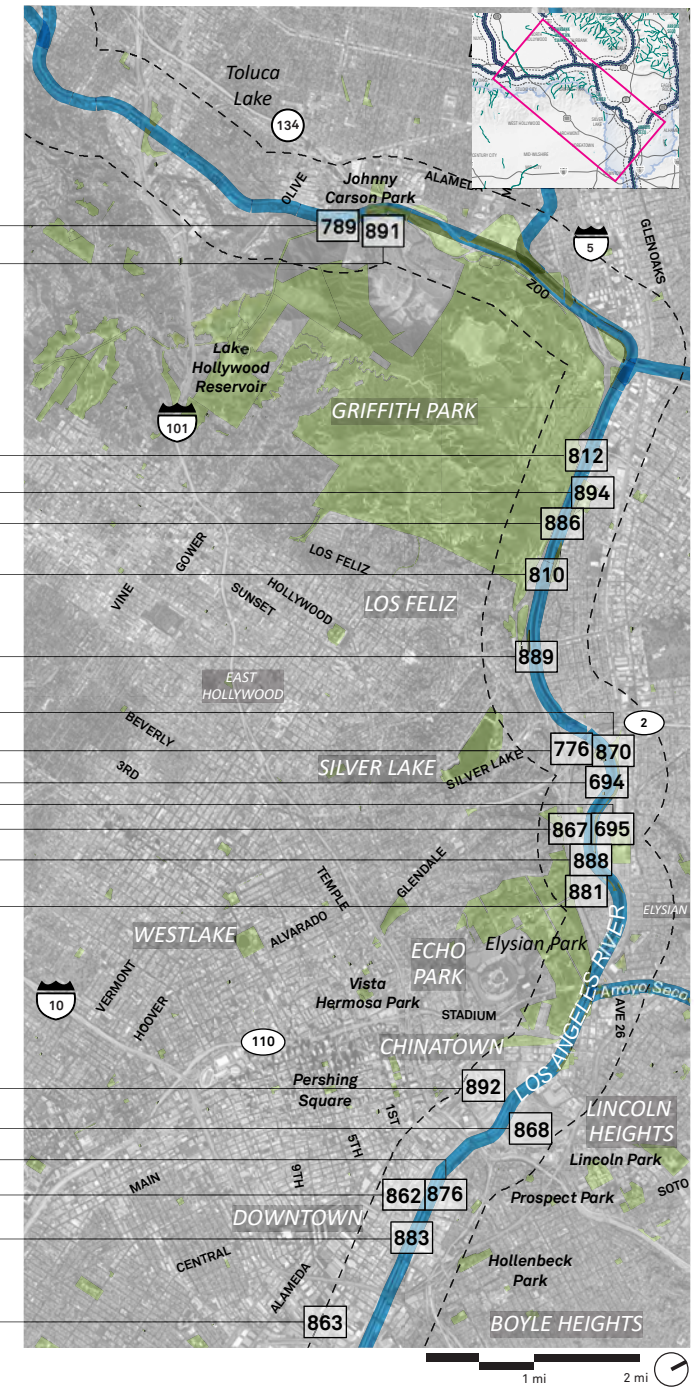 Toluca
Lake
134
OLIVE
Johnny
Carson Park
ALAMED
5
GLENOAKS
789
891
ZOO
Lake
Hollywood
Reservoir
GRIFFITH PARK
101
812
894
886
810
889
GOWER
VINE
LOS FELIZ
HOLLYWOOD
SUNSET
LOS FELIZ
EAST
HOLLYWOOD
BEVERLY
3RD
2
776
870
SILVER LAKE
SILVER LAKE
694
867
695
888
881
TEMPLE
GLENDALE
ELYSIAN
WESTLAKE
ALVARADO
ECHO
PARK
Elysian Park
LOS ANGELES RIVER
Arroyo Seco
AVE 26
VERMONT
HOOVER
10
Vista
Hermosa Park
STADIUM
110
CHINATOWN
Pershing
Square
892
1ST
LINCOLN
HEIGHTS
868
5TH
Lincoln Park
9TH
MAIN
862
876
Prospect Park
SOTO
DOWNTOWN
883
CENTRAL
Hollenbeck
Park
ALAMEDA
863
BOYLE HEIGHTS
1 mi
2 mi